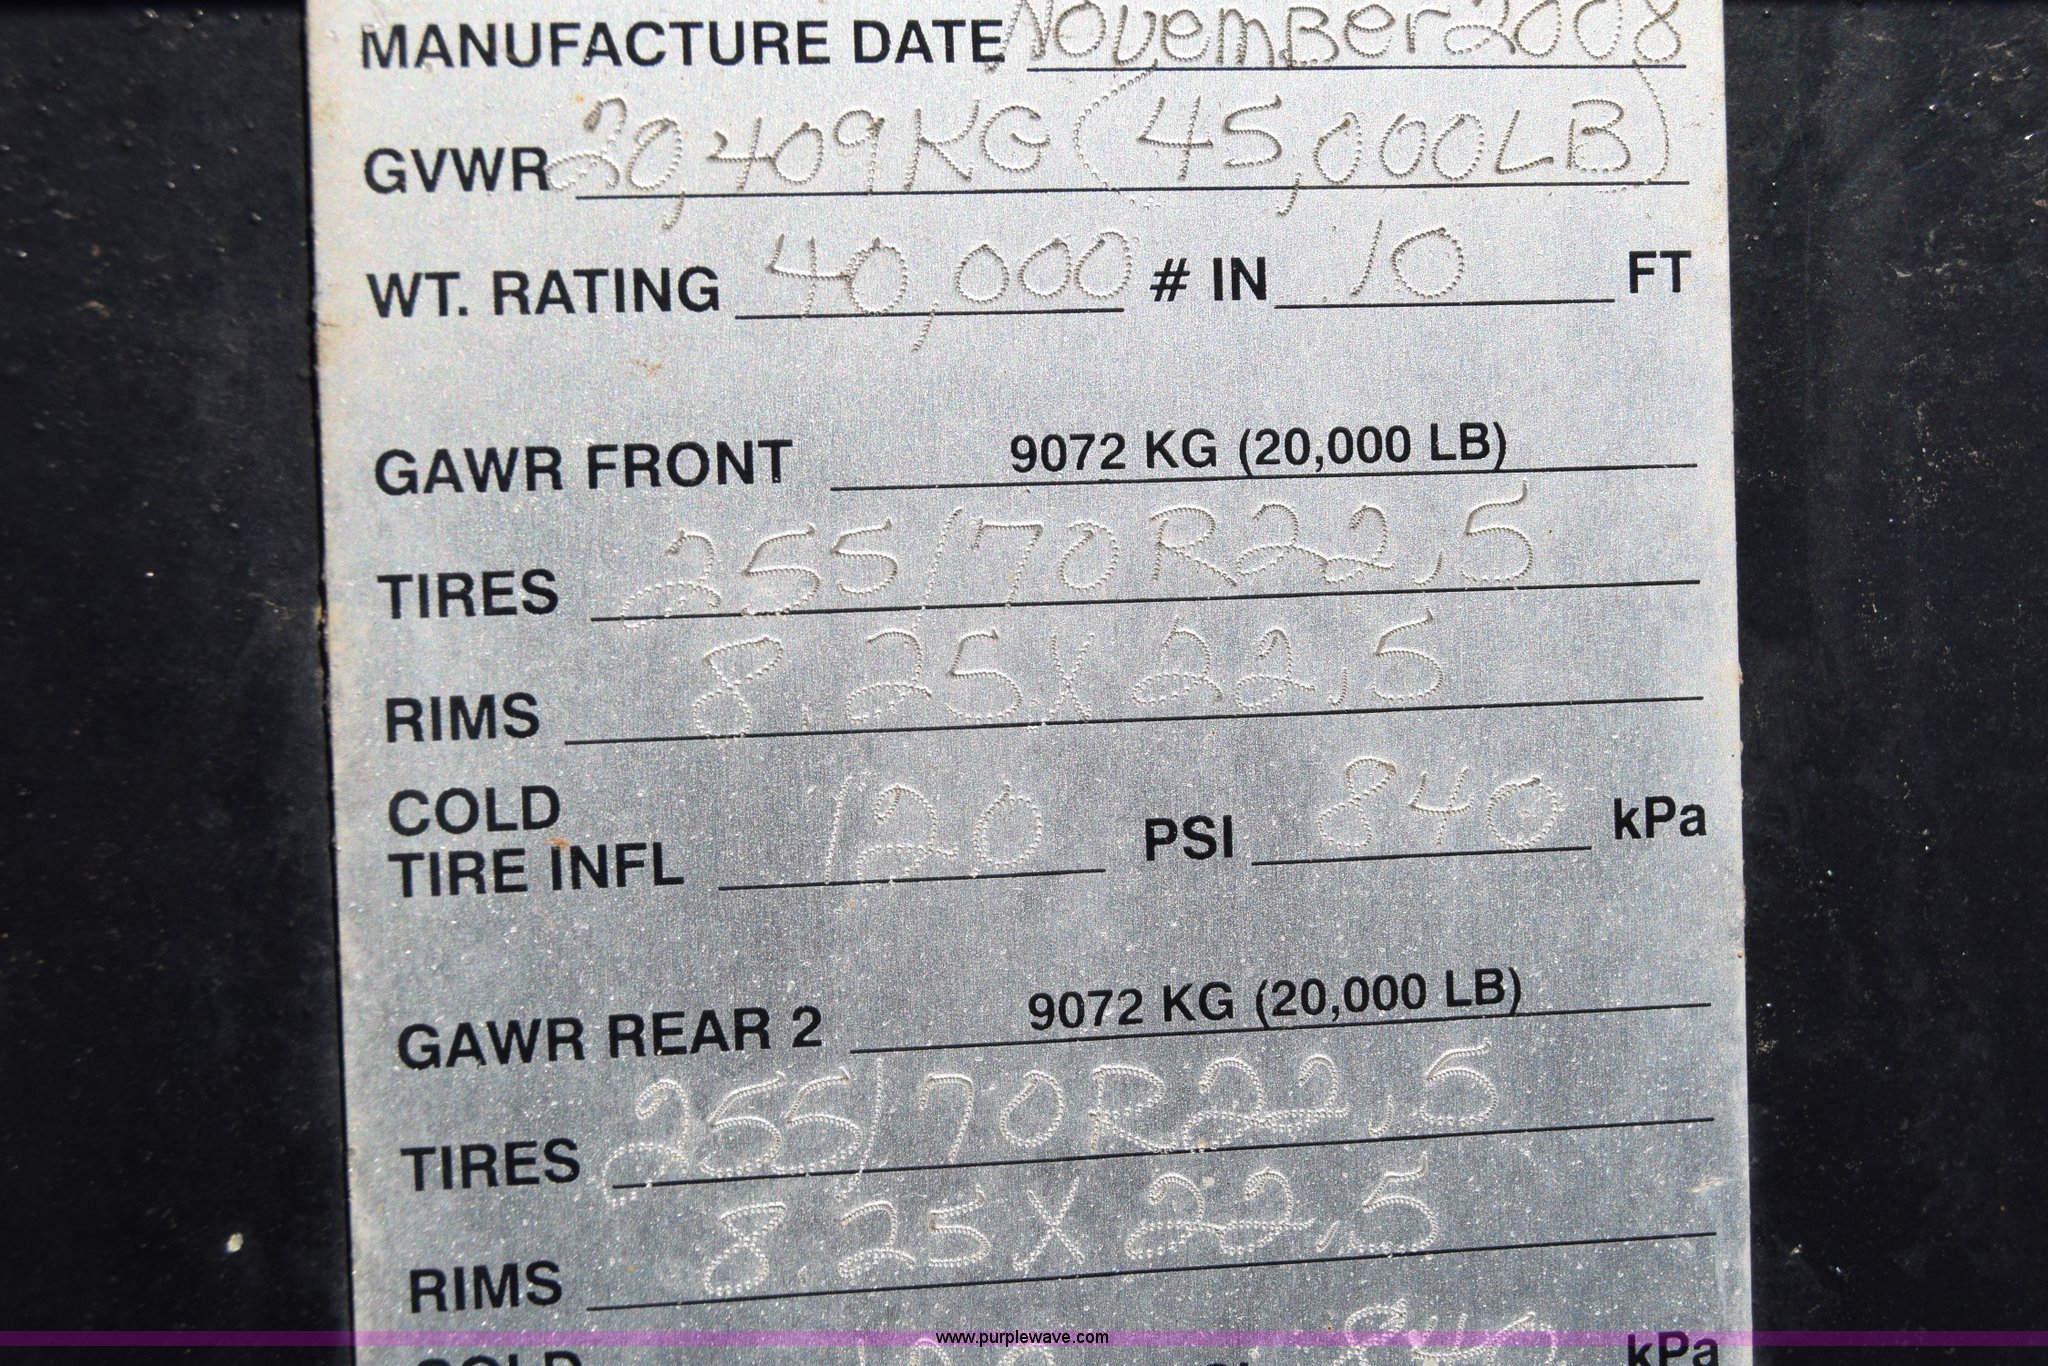 MANUFACTURE DATE November 2008
GVWR 20,409 KG (45,000 LB)
WT. RATING 40,000 # IN 10 FT
GAWR FRONT 9072 KG (20,000 LB)
TIRES 255/70R22.5
RIMS 8.25X22.5
COLD
TIRE INFL 120 PSI 840 kPa
GAWR REAR 2 9072 KG (20,000 LB)
TIRES 255/70R22.5
RIMS 8 25X22.5
COLD 840 kPa
www.purplewave.com